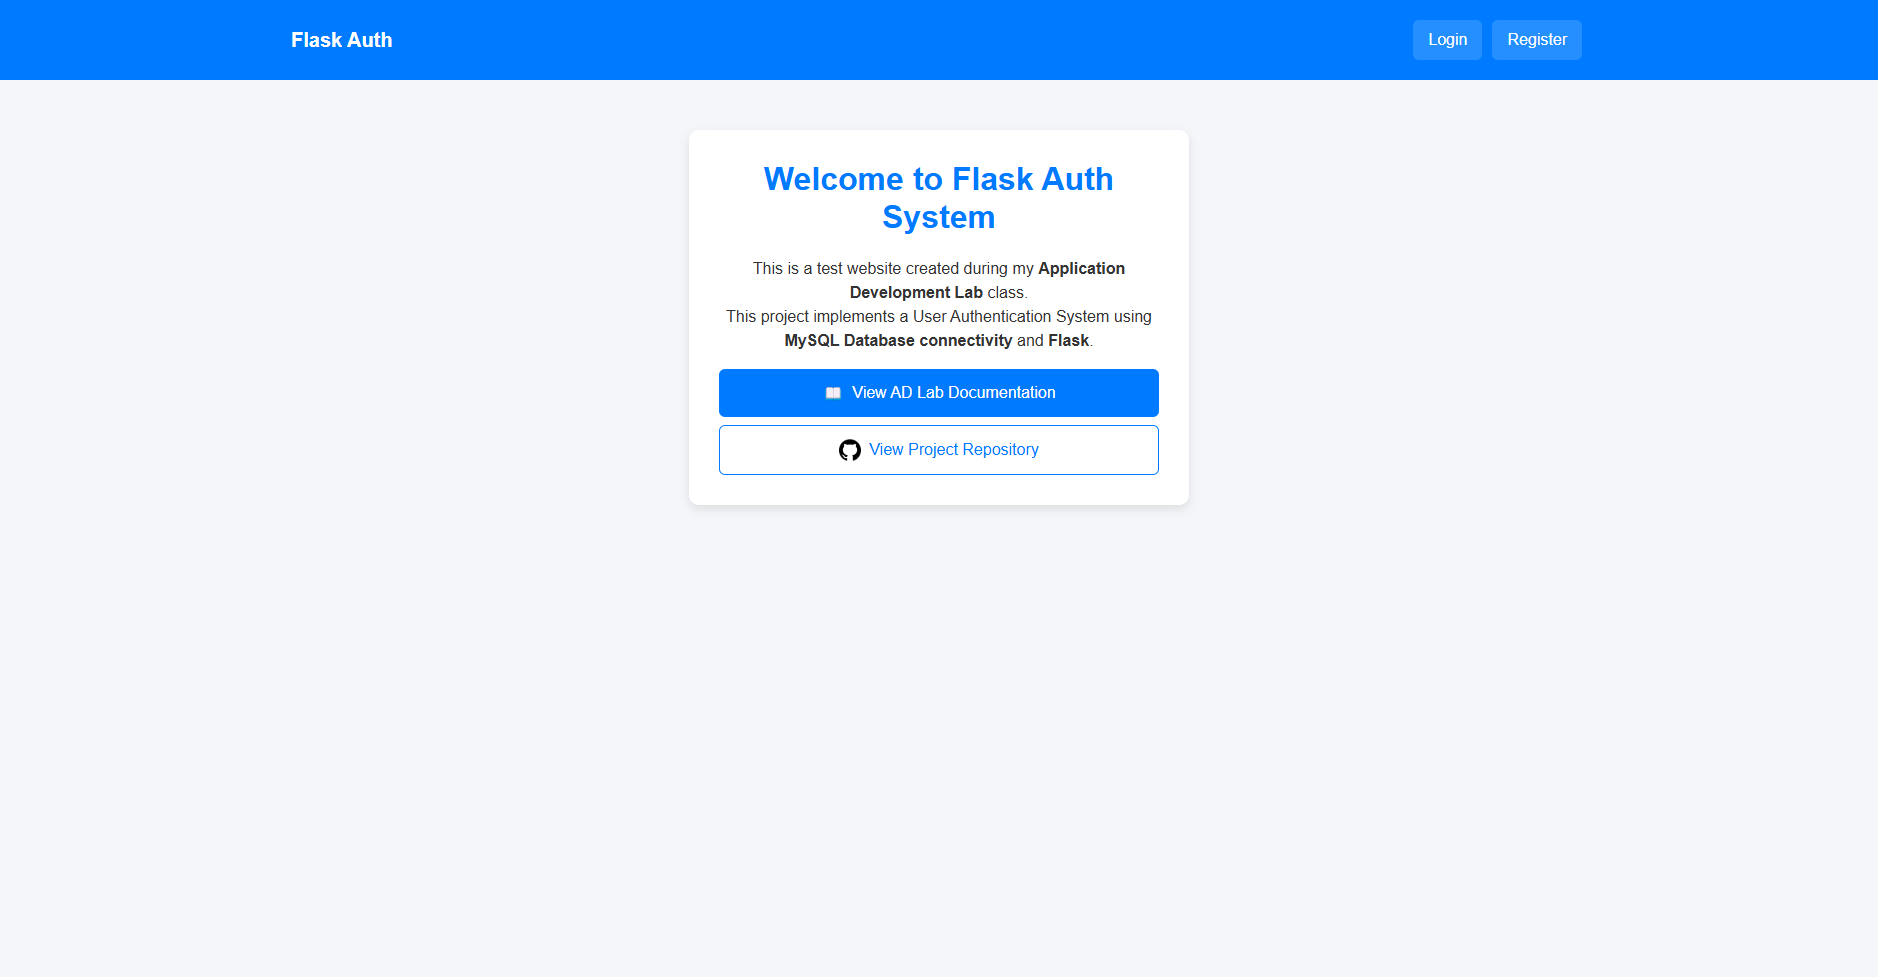 Flask Auth
Login
Register
Welcome to Flask Auth
System
This is a test website created during my Application
Development Lab class.
This project implements a User Authentication System using
MySQL Database connectivity and Flask.
View AD Lab Documentation
View Project Repository